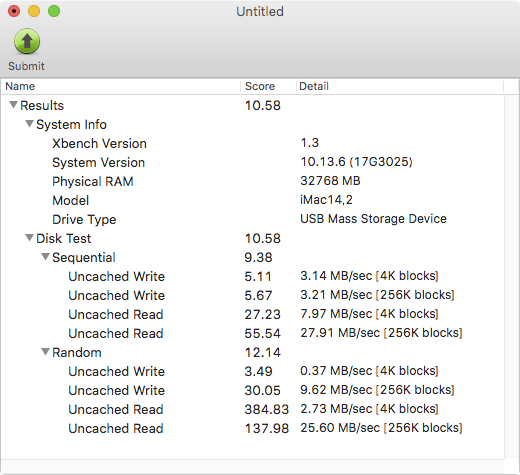 Untitled
Submit
Name Score Detail
Results 10.58
System Info
Xbench Version 1.3
System Version 10.13.6 (17G3025)
Physical RAM 32768 MB
Model iMac14,2
Drive Type USB Mass Storage Device
Disk Test 10.58
Sequential 9.38
Uncached Write 5.11 3.14 MB/sec [4K blocks]
Uncached Write 5.67 3.21 MB/sec [256K blocks]
Uncached Read 27.23 7.97 MB/sec [4K blocks]
Uncached Read 55.54 27.91 MB/sec [256K blocks]
Random 12.14
Uncached Write 3.49 0.37 MB/sec [4K blocks]
Uncached Write 30.05 9.62 MB/sec [256K blocks]
Uncached Read 384.83 2.73 MB/sec [4K blocks]
Uncached Read 137.98 25.60 MB/sec [256K blocks]